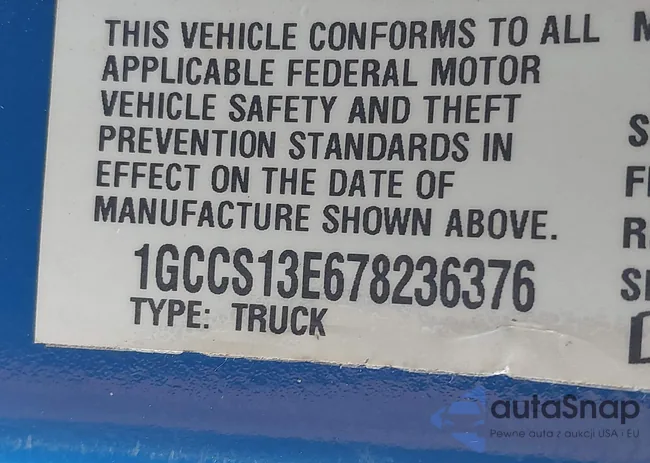 THIS VEHICLE CONFORMS TO ALL
APPLICABLE FEDERAL MOTOR
VEHICLE SAFETY AND THEFT
PREVENTION STANDARDS IN
EFFECT ON THE DATE OF
MANUFACTURE SHOWN ABOVE.
1GCCS13E678236376
TYPE: TRUCK
M
S
F
R
S
autaSnap
Pewne auta z aukcji USA i EU